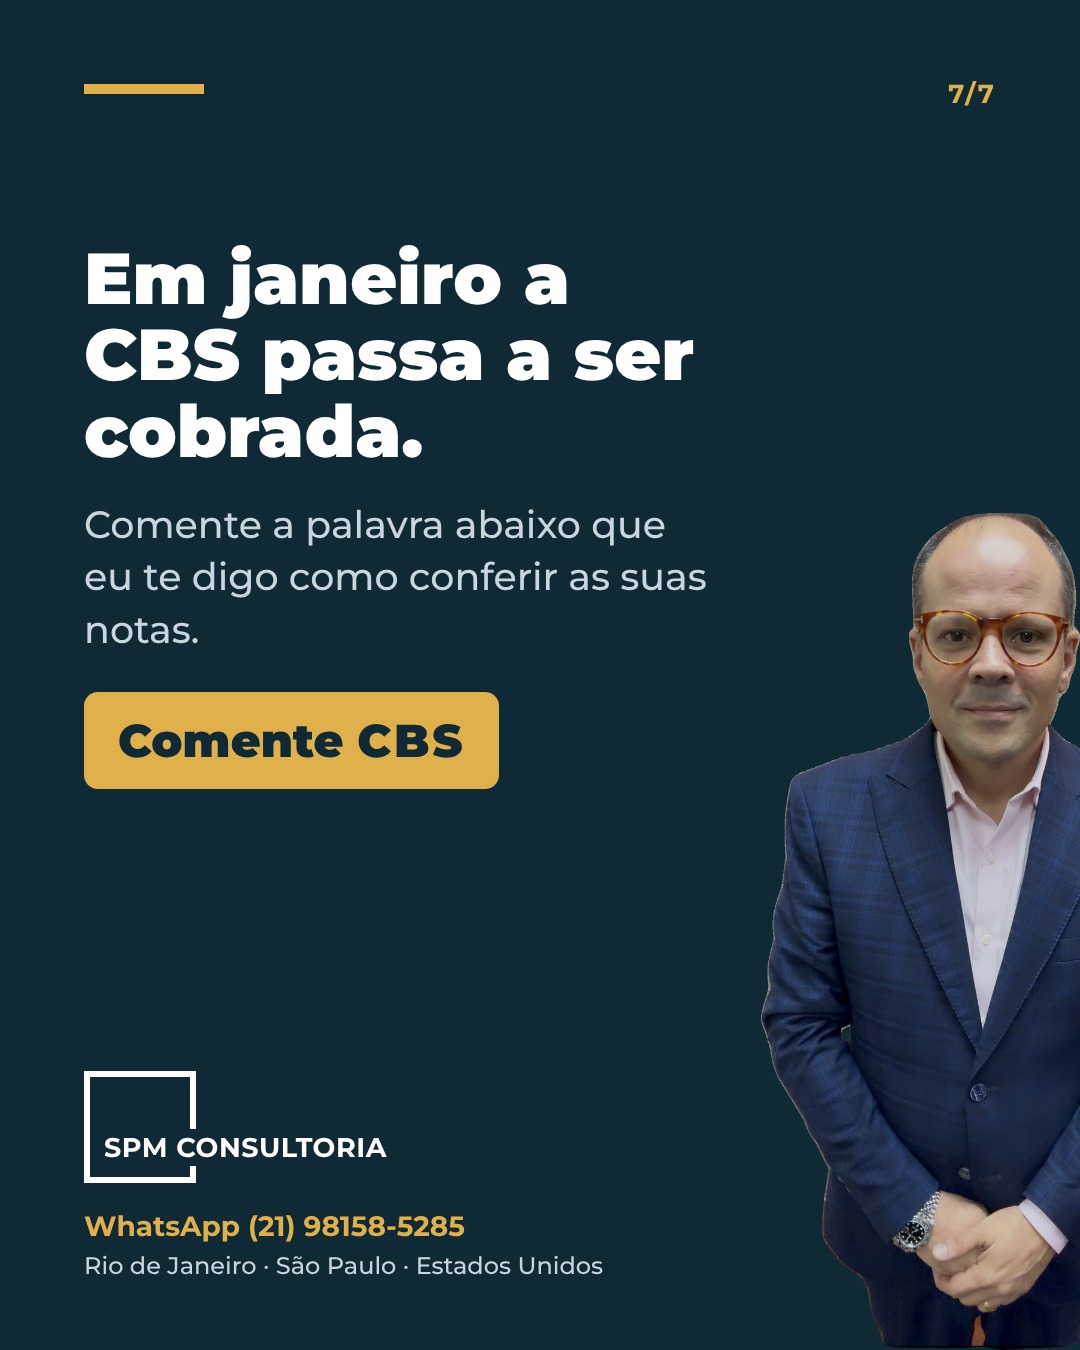 7/7
Em janeiro a
CBS passa a ser
cobrada.
Comente a palavra abaixo que
eu te digo como conferir as suas
notas.
Comente CBS
SPM CONSULTORIA
WhatsApp (21) 98158-5285
Rio de Janeiro · São Paulo · Estados Unidos